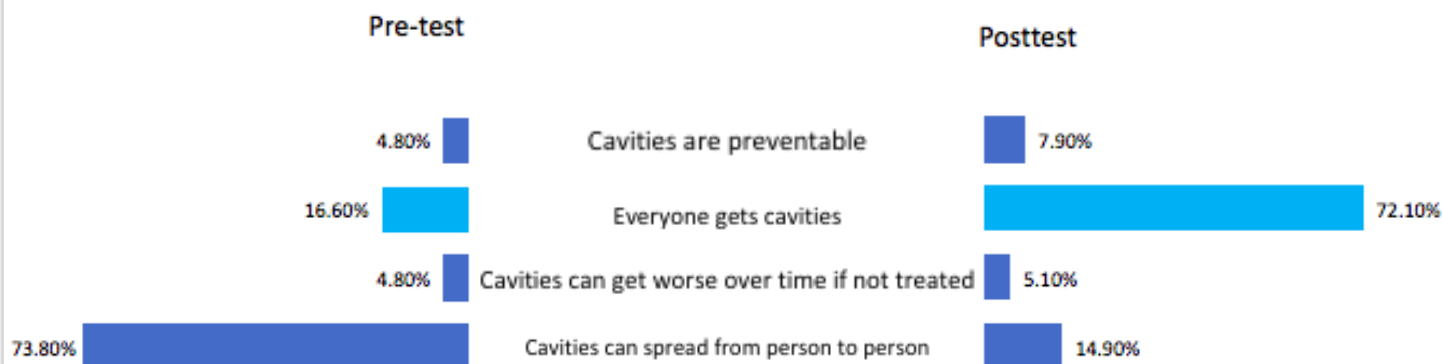 Pre-test
Posttest
4.80% Cavities are preventable 7.90%
16.60% Everyone gets cavities 72.10%
4.80% Cavities can get worse over time if not treated 5.10%
73.80% Cavities can spread from person to person 14.90%